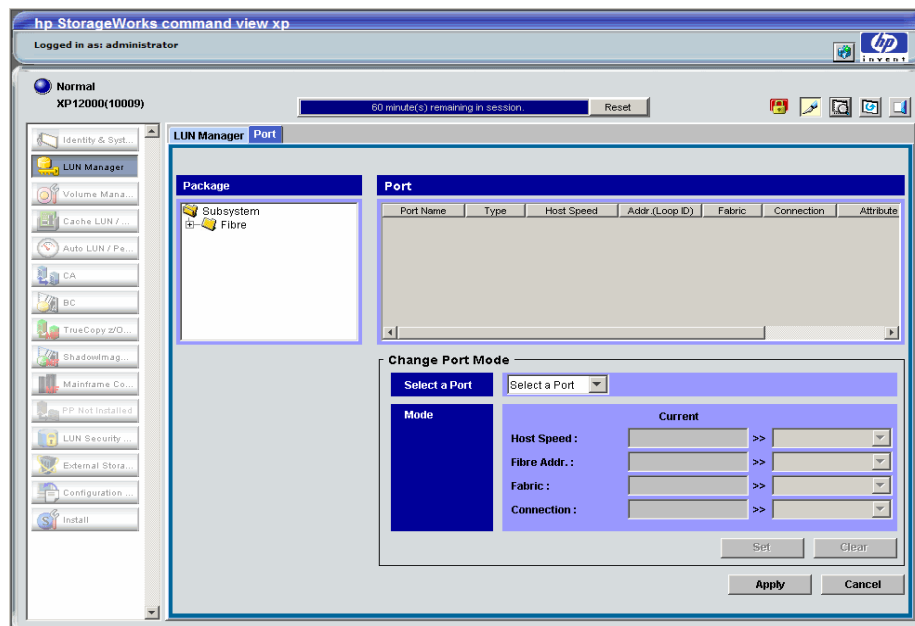 hp StorageWorks command view xp
Logged in as: administrator
hp
invent
Normal
XP12000(10009)
60 minute(s) remaining in session.
Reset
Identity & Syst...
LUN Manager
Volume Mana...
Cache LUN / ...
Auto LUN / Pe...
CA
BC
TrueCopy z/O...
ShadowImag...
Mainframe Co...
PP Not Installed
LUN Security ...
External Stora...
Configuration ...
Install
LUN Manager Port
Package
Subsystem
Fibre
Port
Port Name Type Host Speed Addr.(Loop ID) Fabric Connection Attribute
Change Port Mode
Select a Port Select a Port
Mode
Current
Host Speed : >>
Fibre Addr. : >>
Fabric : >>
Connection : >>
Set Clear
Apply Cancel